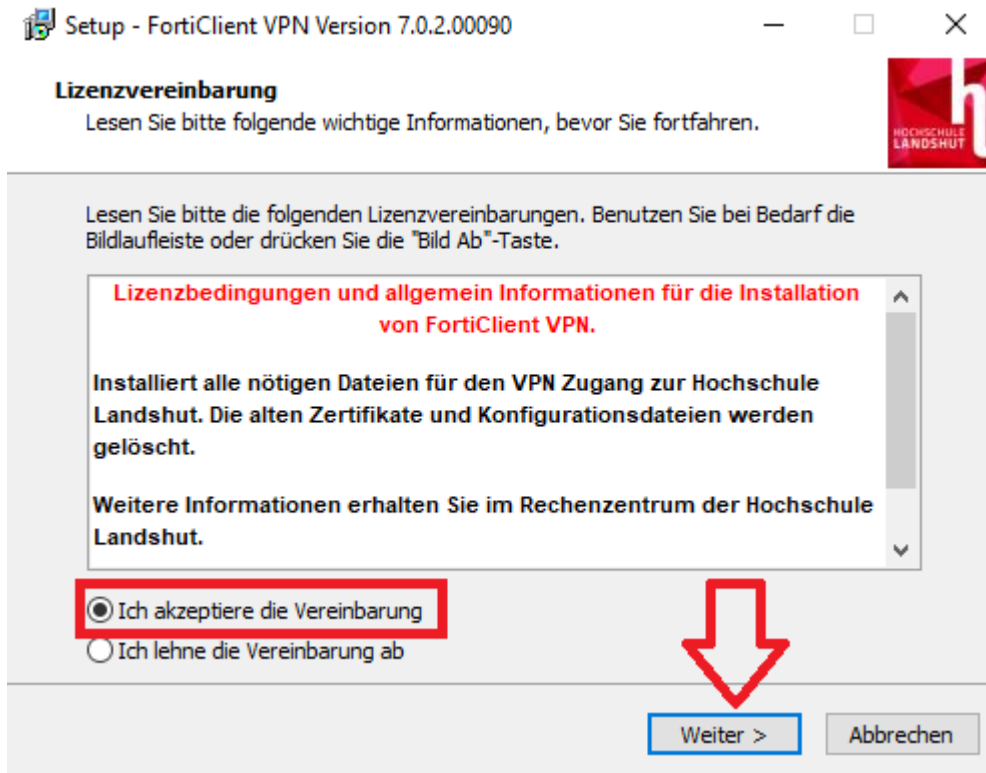 Setup - FortiClient VPN Version 7.0.2.00090
Lizenzvereinbarung
Lesen Sie bitte folgende wichtige Informationen, bevor Sie fortfahren.
HOCHSCHULE
LANDSHUT
Lesen Sie bitte die folgenden Lizenzvereinbarungen. Benutzen Sie bei Bedarf die
Bildlaufleiste oder drücken Sie die "Bild Ab"-Taste.
Lizenzbedingungen und allgemein Informationen für die Installation
von FortiClient VPN.
Installiert alle nötigen Dateien für den VPN Zugang zur Hochschule
Landshut. Die alten Zertifikate und Konfigurationsdateien werden
gelöscht.
Weitere Informationen erhalten Sie im Rechenzentrum der Hochschule
Landshut.
Ich akzeptiere die Vereinbarung
Ich lehne die Vereinbarung ab
Weiter >
Abbrechen